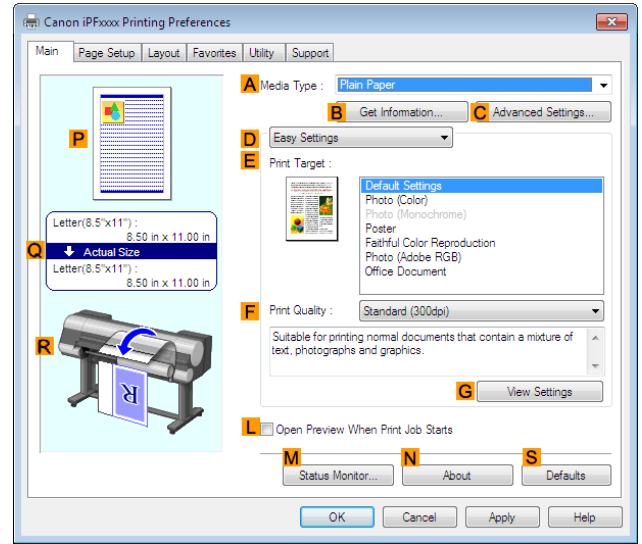 Canon iPFxxxx Printing Preferences
Main Page Setup Layout Favorites Utility Support
A Media Type : Plain Paper
B Get Information... C Advanced Settings...
D Easy Settings
E Print Target :
Default Settings
Photo (Color)
Photo (Monochrome)
Poster
Faithful Color Reproduction
Photo (Adobe RGB)
Office Document
P
Letter(8.5"x11") :
8.50 in x 11.00 in
Q Actual Size
Letter(8.5"x11") :
8.50 in x 11.00 in
F Print Quality : Standard (300dpi)
Suitable for printing normal documents that contain a mixture of
text, photographs and graphics.
R
R
G View Settings
L Open Preview When Print Job Starts
M Status Monitor... N About S Defaults
OK Cancel Apply Help